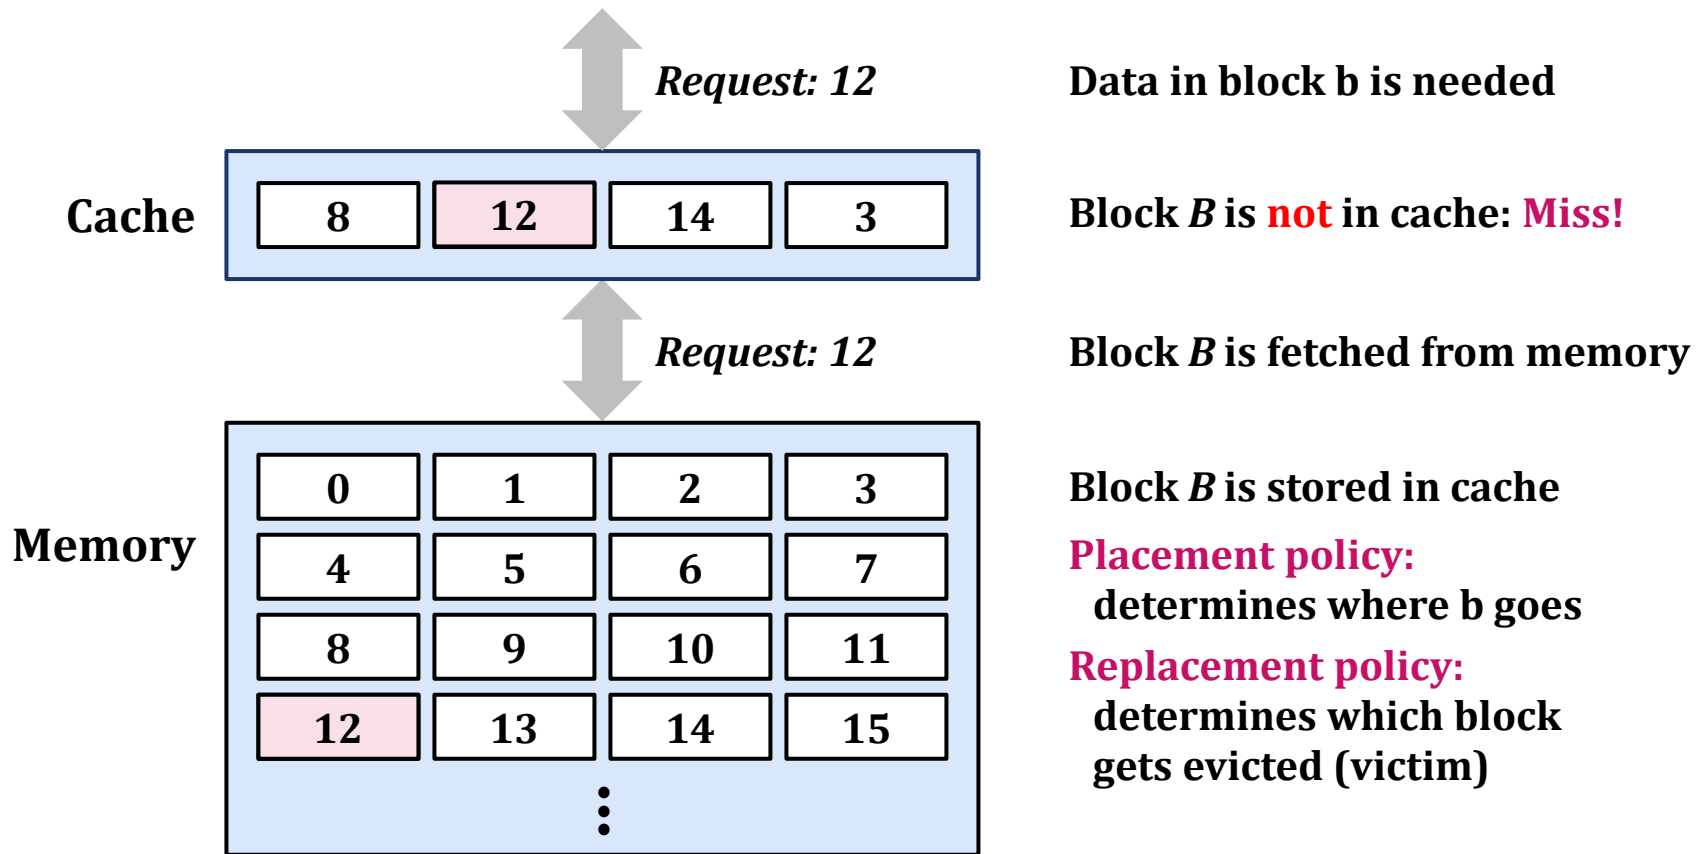 Request: 12
Data in block b is needed
Cache
8 12 14 3
Block B is not in cache: Miss!
Request: 12
Block B is fetched from memory
Memory
0 1 2 3
4 5 6 7
8 9 10 11
12 13 14 15
Block B is stored in cache
Placement policy:
determines where b goes
Replacement policy:
determines which block
gets evicted (victim)